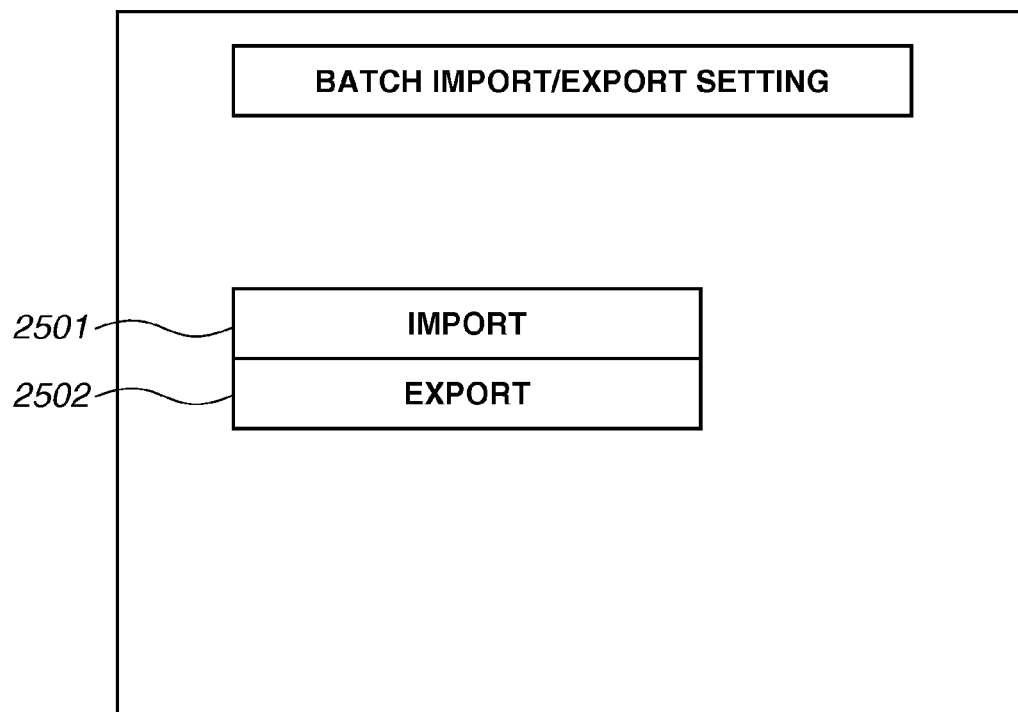 BATCH IMPORT/EXPORT SETTING
2501
IMPORT
2502
EXPORT